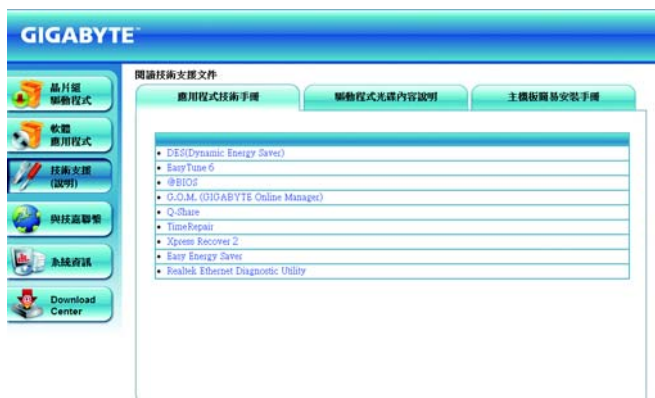 GIGABYTE™
閱讀技術支援文件
應用程式技術手冊
驅動程式光碟內容說明
主機板簡易安裝手冊
晶片組
驅動程式
軟體
應用程式
技術支援
(說明)
與技嘉聯繫
系統資訊
Download
Center
• DES(Dynamic Energy Saver)
• EasyTune 6
• @BIOS
• G.O.M. (GIGABYTE Online Manager)
• Q-Share
• TimeRepair
• Xpress Recover 2
• Easy Energy Saver
• Realtek Ethernet Diagnostic Utility